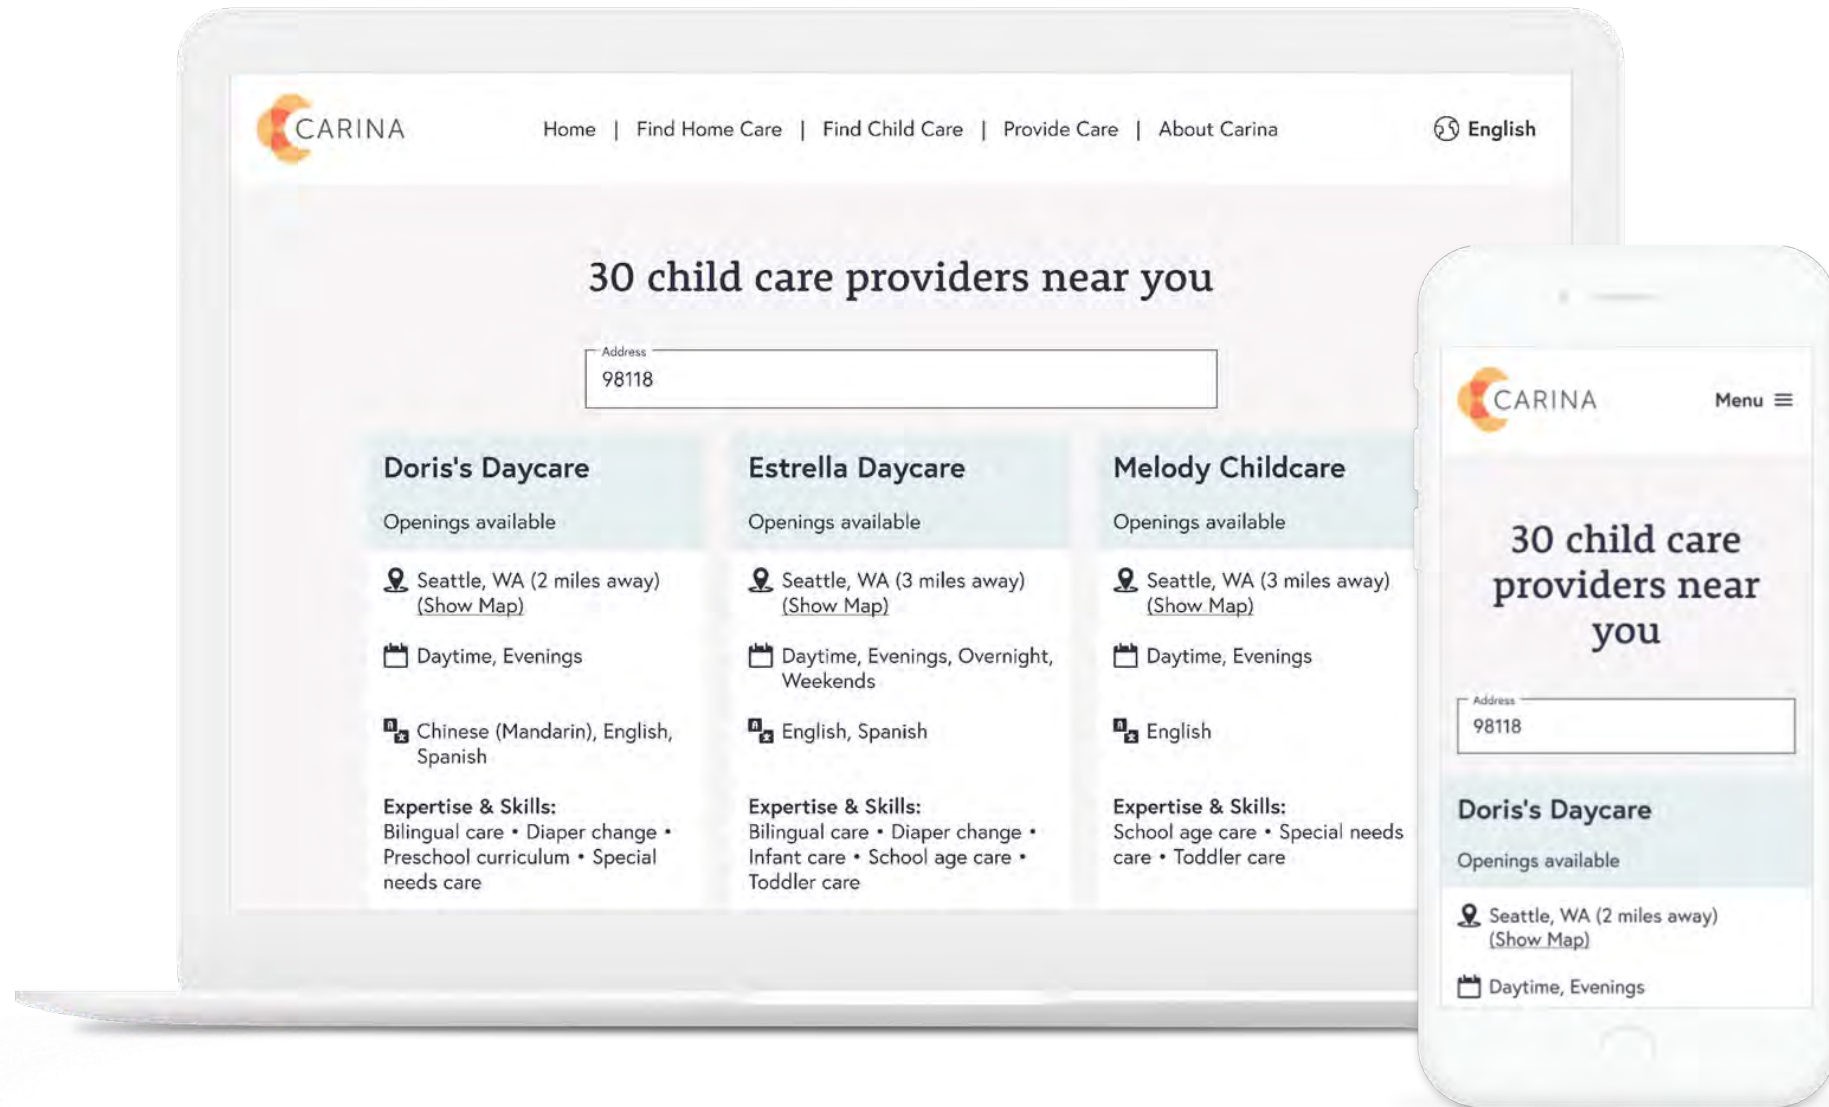 CARINA
Home | Find Home Care | Find Child Care | Provide Care | About Carina
English
30 child care providers near you
Address
98118
Doris's Daycare
Openings available
Seattle, WA (2 miles away)
(Show Map)
Daytime, Evenings
Chinese (Mandarin), English,
Spanish
Expertise & Skills:
Bilingual care • Diaper change •
Preschool curriculum • Special
needs care
Estrella Daycare
Openings available
Seattle, WA (3 miles away)
(Show Map)
Daytime, Evenings, Overnight,
Weekends
English, Spanish
Expertise & Skills:
Bilingual care • Diaper change •
Infant care • School age care •
Toddler care
Melody Childcare
Openings available
Seattle, WA (3 miles away)
(Show Map)
Daytime, Evenings
English
Expertise & Skills:
School age care • Special needs
care • Toddler care
CARINA
Menu
30 child care
providers near
you
Address
98118
Doris's Daycare
Openings available
Seattle, WA (2 miles away)
(Show Map)
Daytime, Evenings